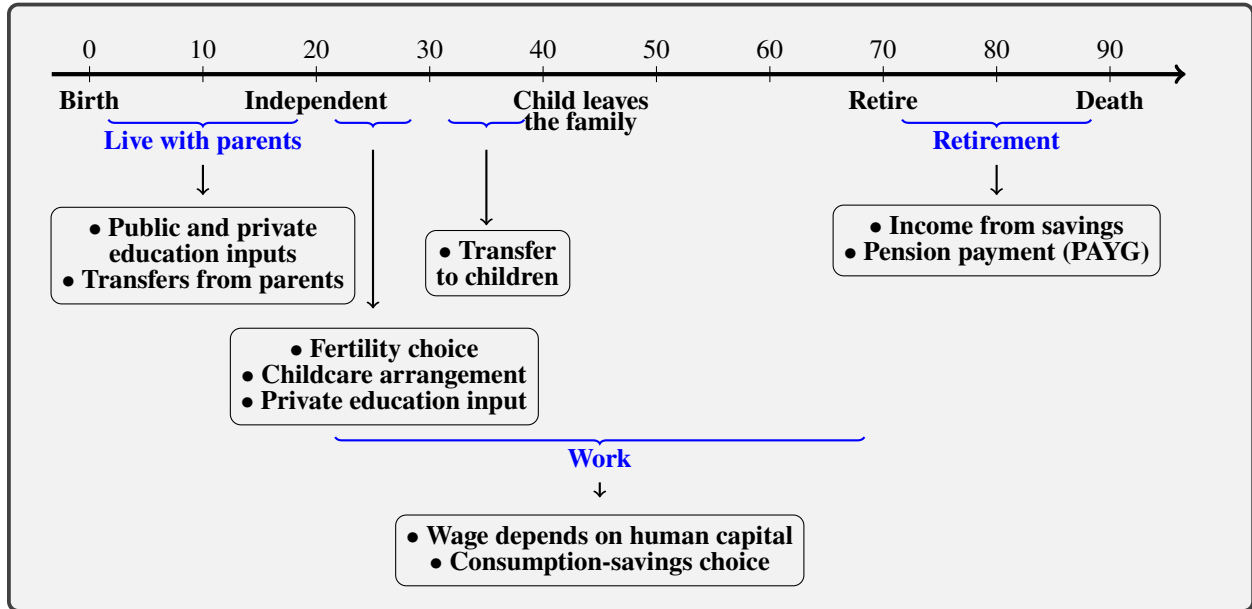 0 10 20 30 40 50 60 70 80 90
Birth Independent Child leaves Retire Death
the family
Live with parents Retirement
• Public and private
education inputs
• Transfers from parents
• Transfer
to children
• Income from savings
• Pension payment (PAYG)
• Fertility choice
• Childcare arrangement
• Private education input
Work
• Wage depends on human capital
• Consumption-savings choice